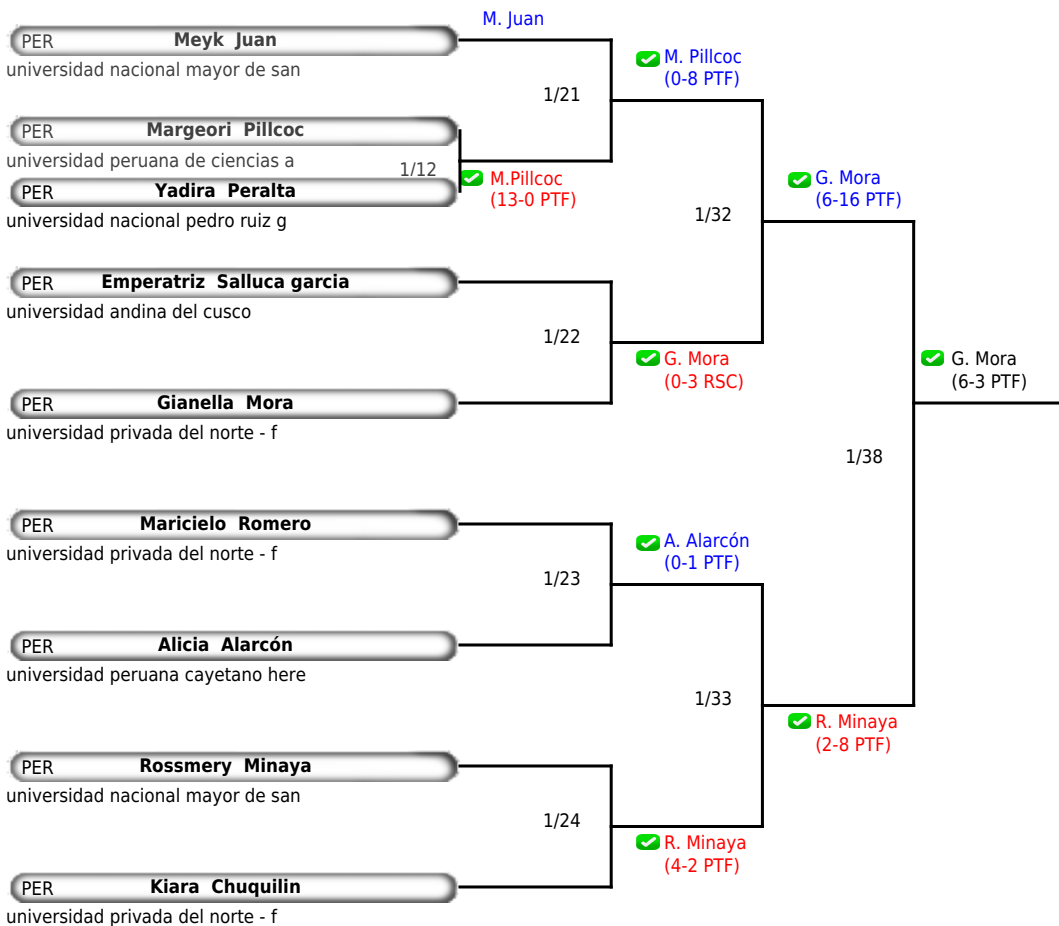 M. Juan
PER Meyk Juan
universidad nacional mayor de san
M. Pillcoc
(0-8 PTF)
1/21
PER Margeori Pillcoc
universidad peruana de ciencias a
1/12
M.Pillcoc
(13-0 PTF)
PER Yadira Peralta
universidad nacional pedro ruiz g
G. Mora
(6-16 PTF)
1/32
PER Emperatriz Salluca garcia
universidad andina del cusco
1/22
G. Mora
(0-3 RSC)
G. Mora
(6-3 PTF)
PER Gianella Mora
universidad privada del norte - f
1/38
PER Maricielo Romero
universidad privada del norte - f
A. Alarcón
(0-1 PTF)
1/23
PER Alicia Alarcón
universidad peruana cayetano here
1/33
R. Minaya
(2-8 PTF)
PER Rossmery Minaya
universidad nacional mayor de san
1/24
R. Minaya
(4-2 PTF)
PER Kiara Chuquilin
universidad privada del norte - f